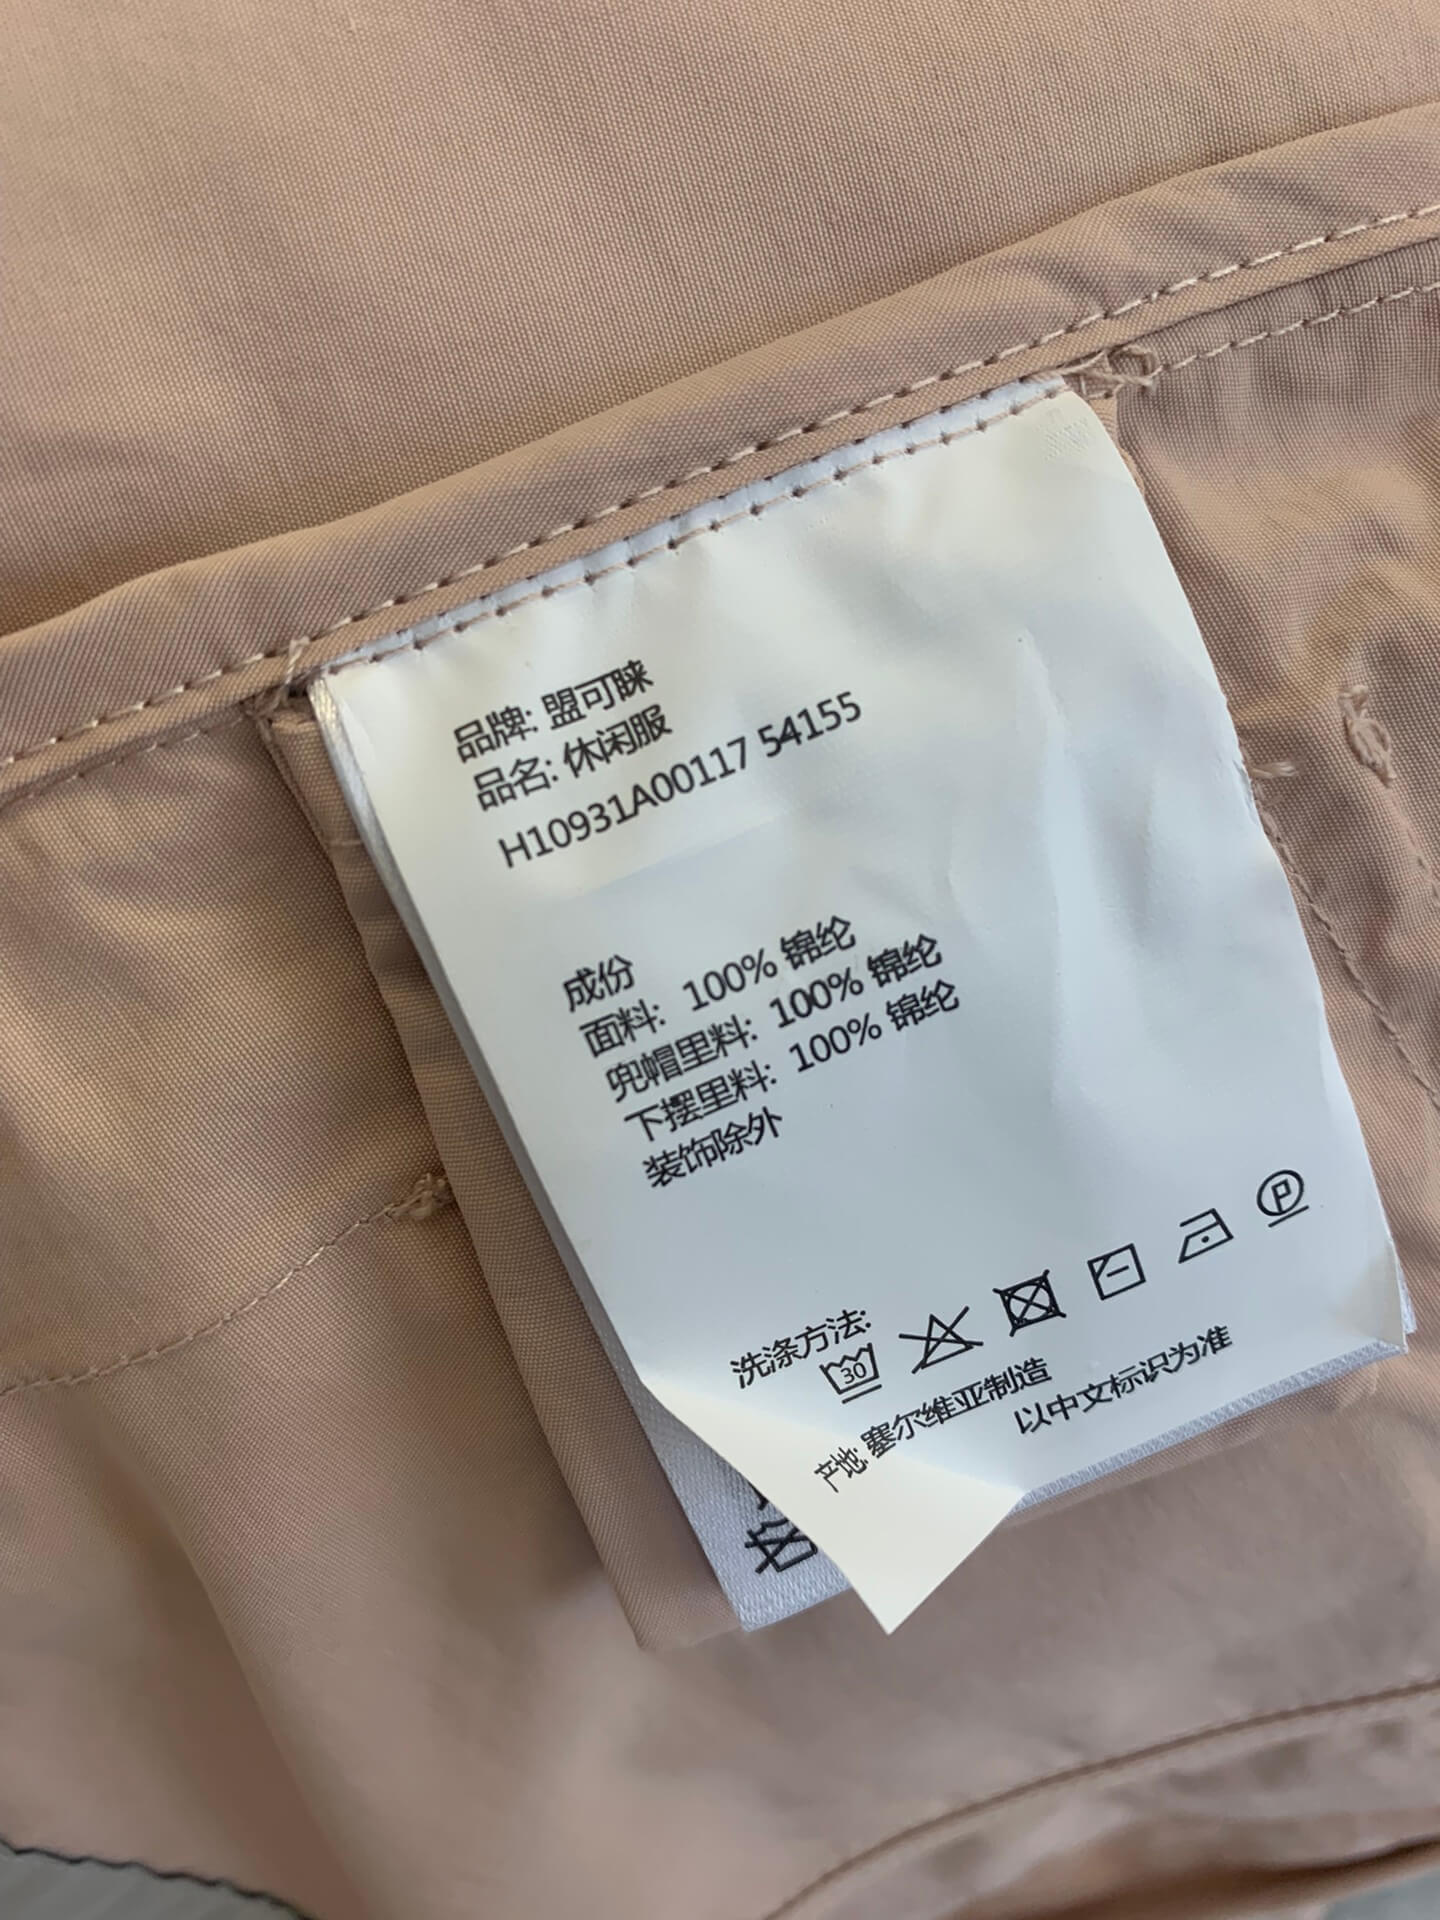 品牌: 盟可睐
品名: 休闲服
H10931A00117 54155
成份
面料: 100% 锦纶
兜帽里料: 100% 锦纶
下摆里料: 100% 锦纶
装饰除外
洗涤方法:
30
P
产地: 塞尔维亚制造
以中文标识为准